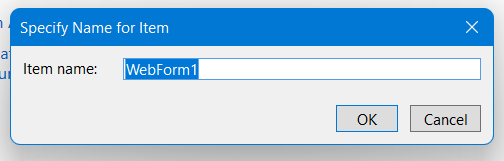 Specify Name for Item
Item name: WebForm1
OK Cancel